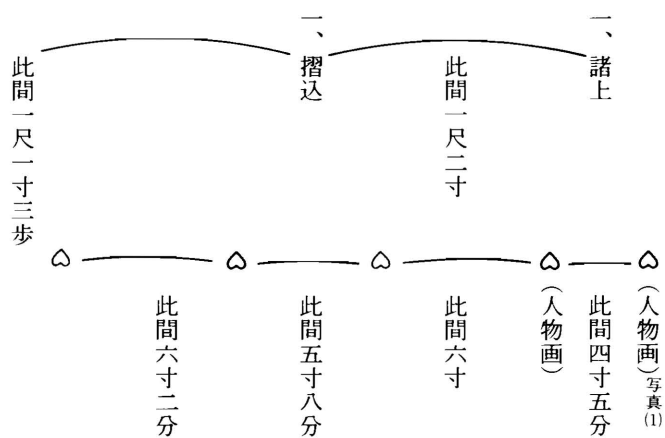 一、諸上
此間一尺二寸
一、摺込
此間一尺一寸三歩
(人物画)写真(1)
此間四寸五分
(人物画)
此間六寸
此間五寸八分
此間六寸二分